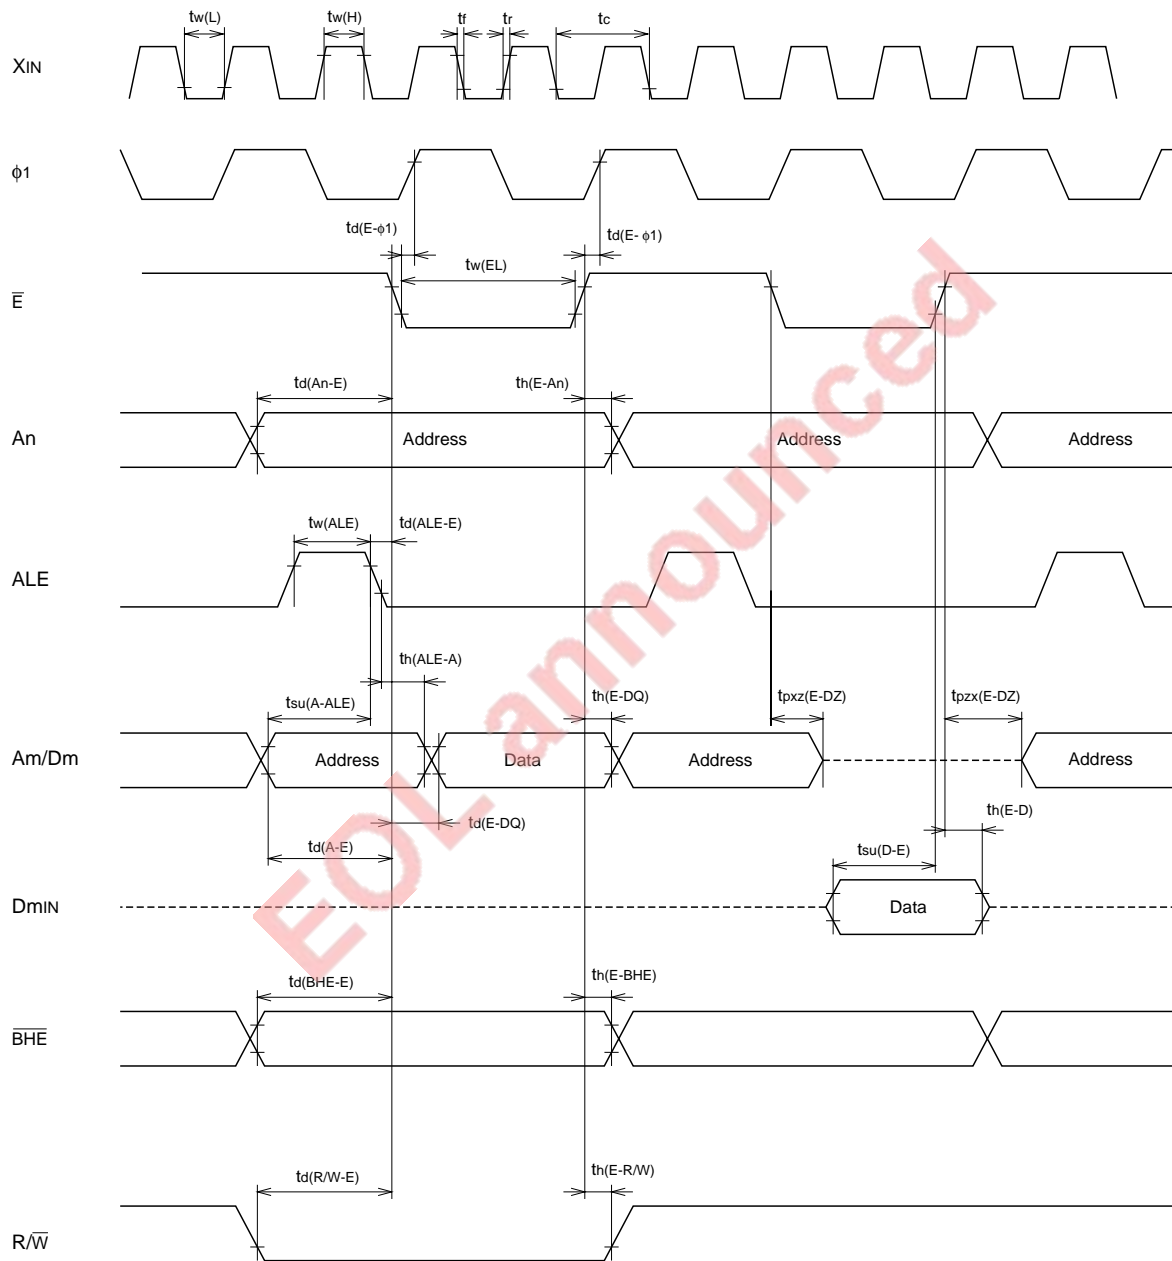 tw(L) tw(H) tf tr tc
XIN
ϕ1
td(E-ϕ1) td(E- ϕ1)
tw(EL)
E̅
td(An-E) th(E-An)
An Address Address Address
tw(ALE) td(ALE-E)
ALE
th(ALE-A)
tsu(A-ALE) th(E-DQ) tpxz(E-DZ) tpzx(E-DZ)
Am/Dm Address Data Address Address
td(E-DQ) th(E-D)
td(A-E) tsu(D-E)
DmIN Data
td(BHE-E) th(E-BHE)
B̅H̅E̅
td(R/W-E) th(E-R/W)
R/W̅
EOL announced